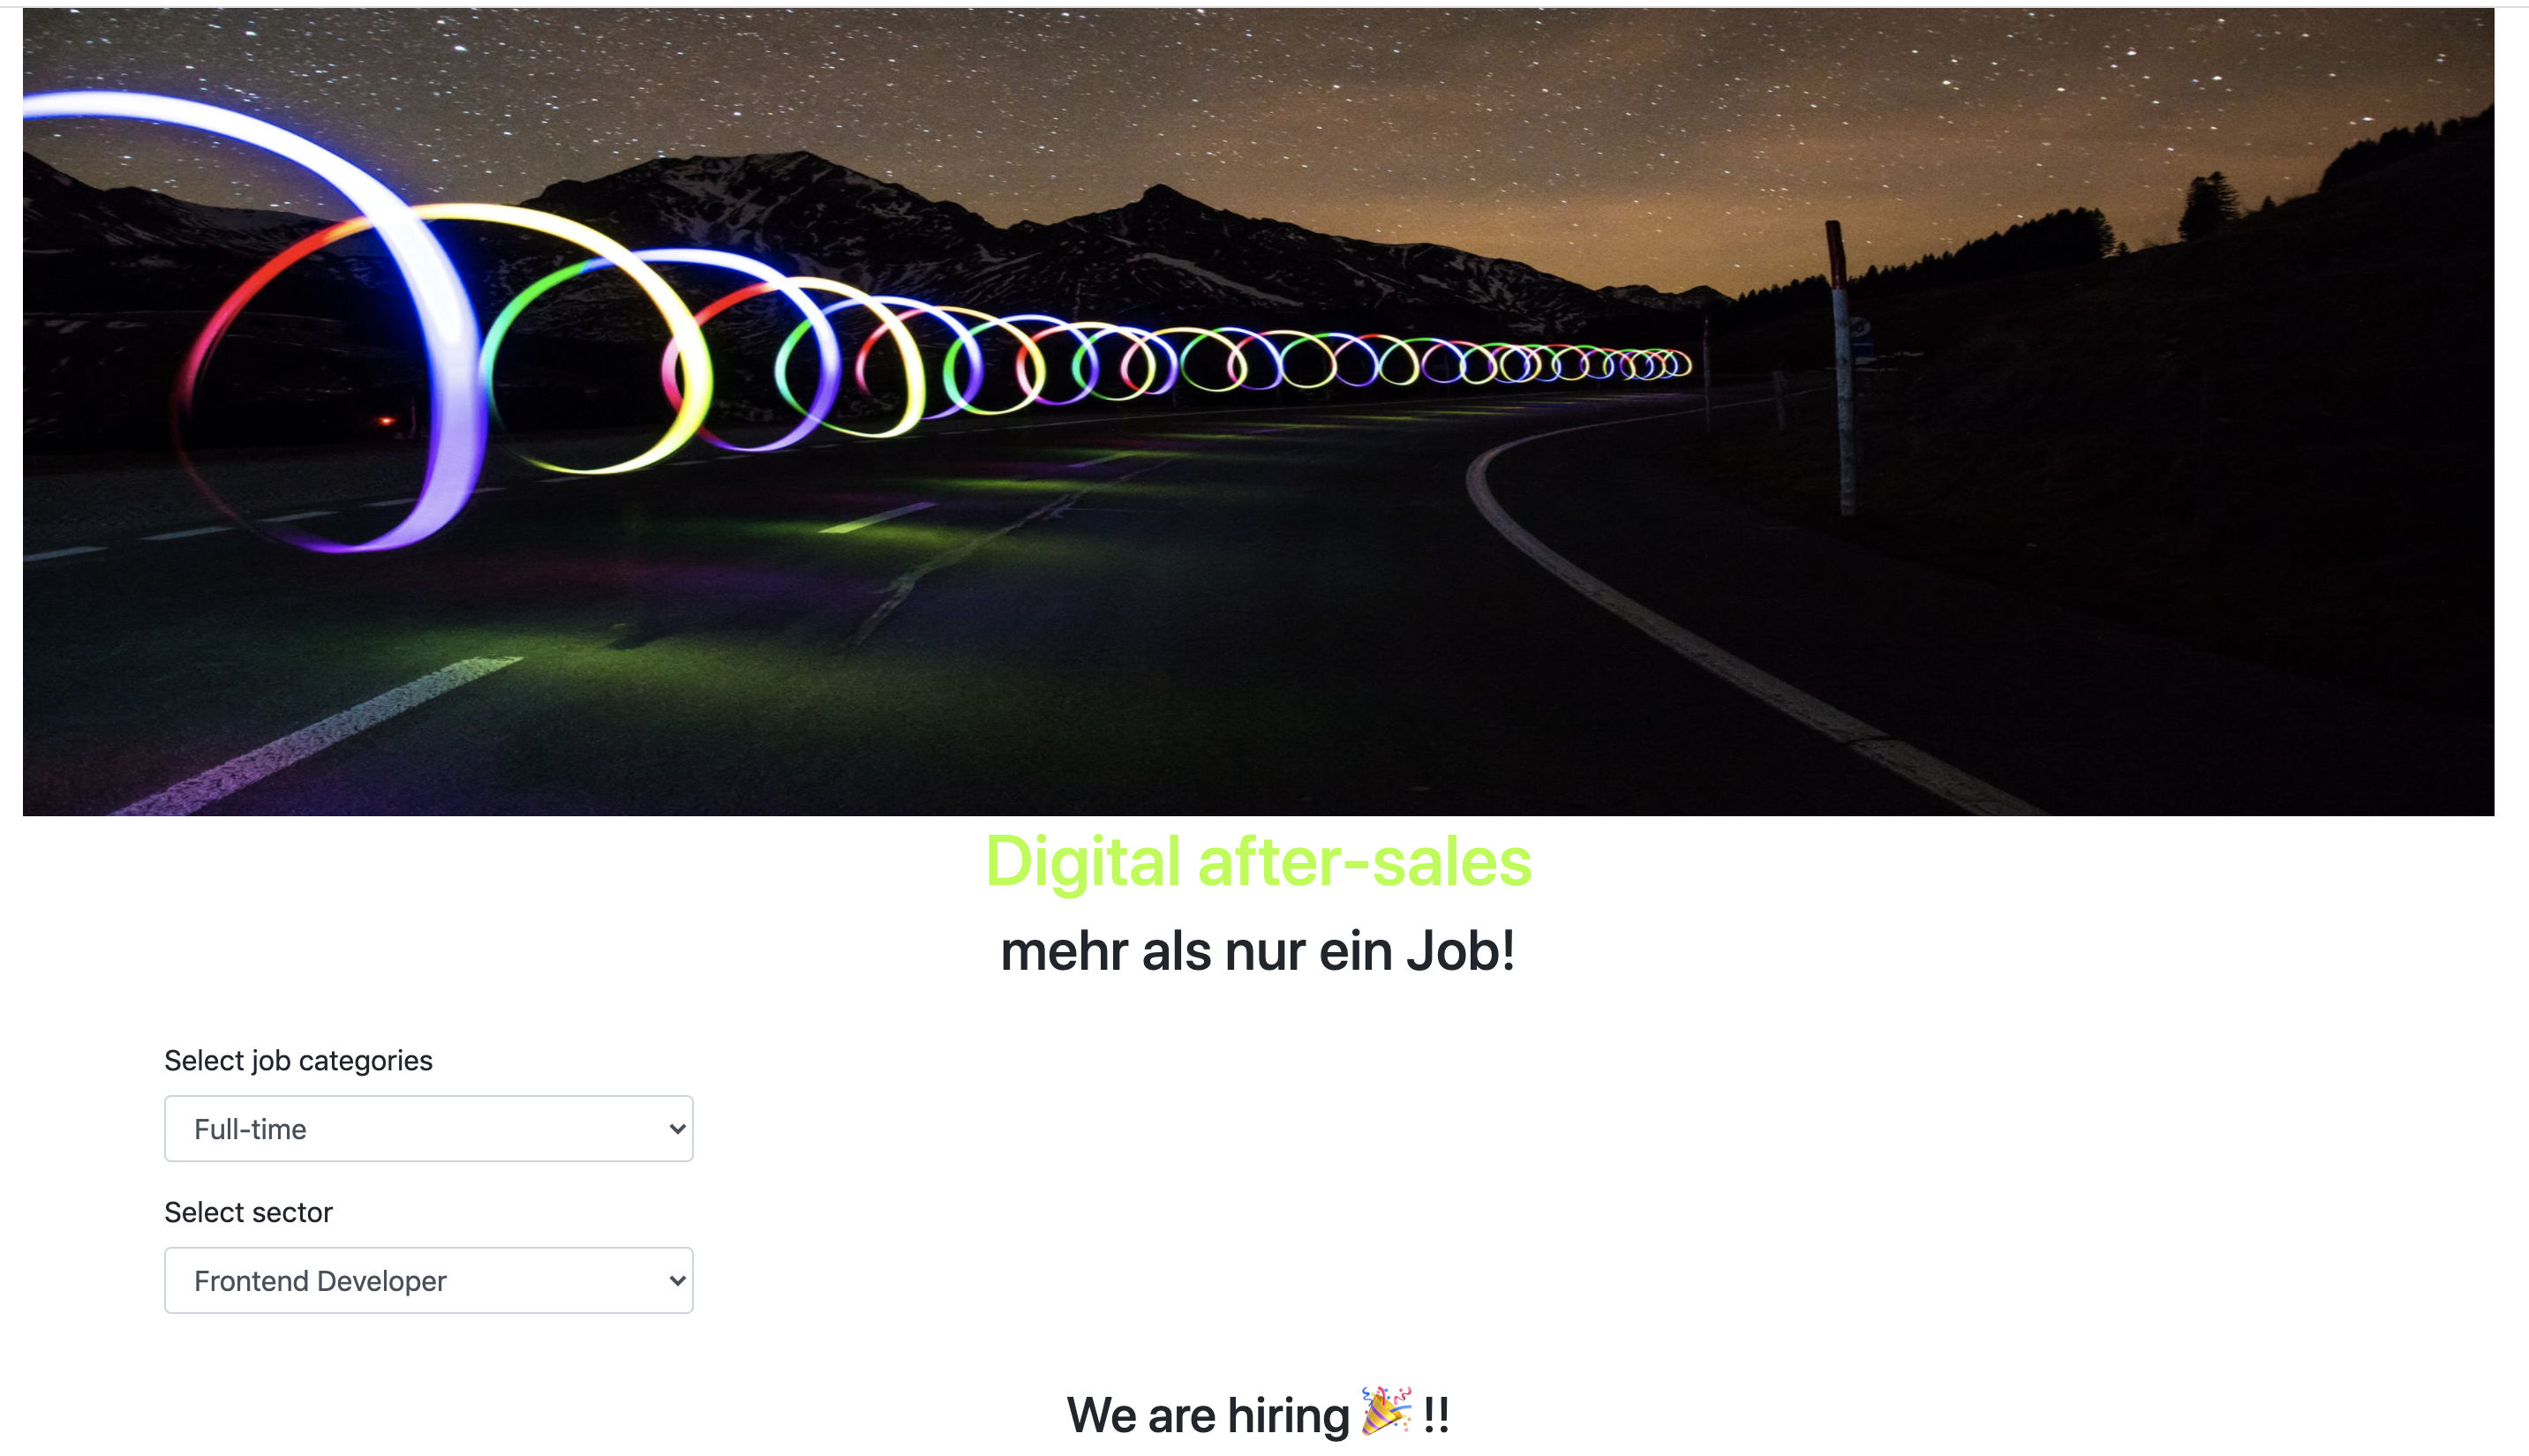 Digital after-sales
mehr als nur ein Job!
Select job categories
Full-time
Select sector
Frontend Developer
We are hiring 🎉 !!